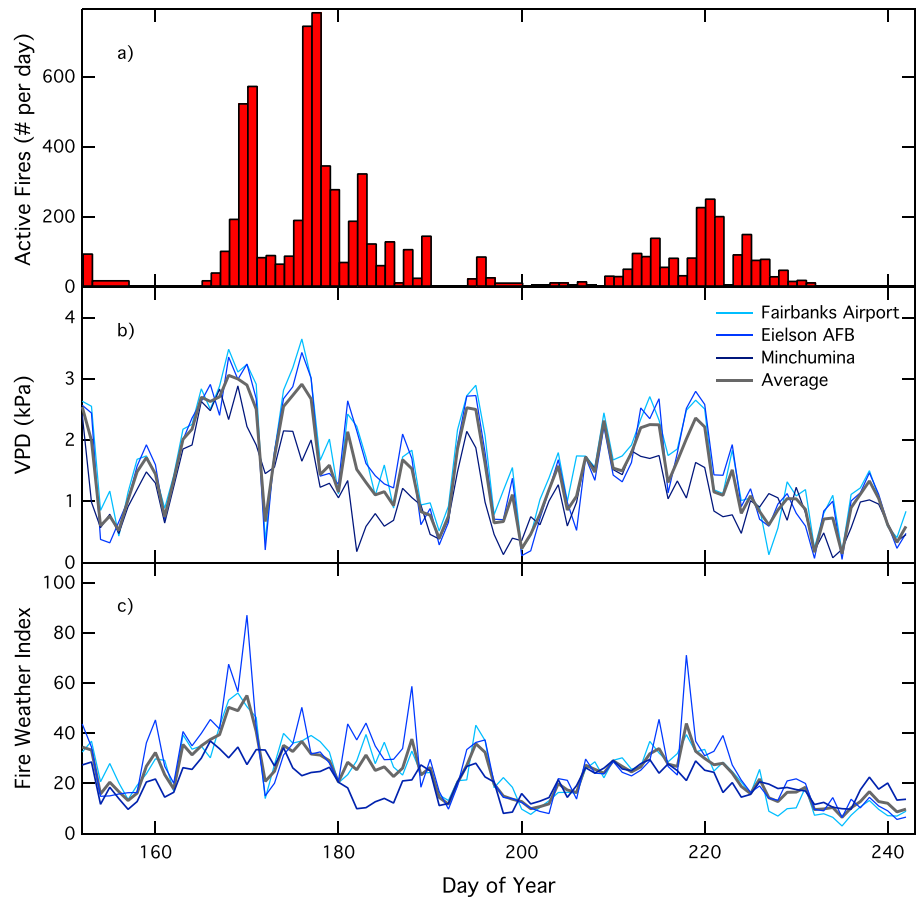 a)
Active Fires (# per day)
600
400
200
0
b)
VPD (kPa)
4
3
2
1
0
Fairbanks Airport
Eielson AFB
Minchumina
Average
c)
Fire Weather Index
100
80
60
40
20
0
160
180
200
220
240
Day of Year